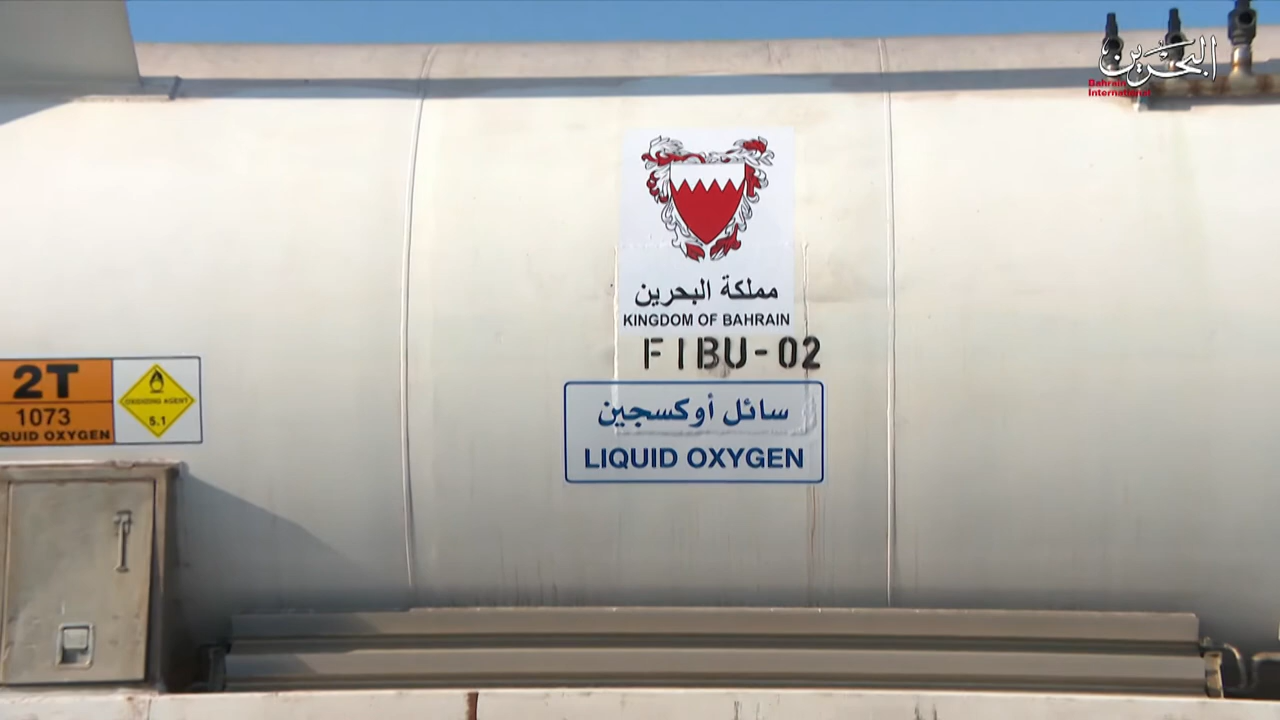 البحرين
Bahrain
International
مملكة البحرين
KINGDOM OF BAHRAIN
FIBU-02
سائل أوكسجين
LIQUID OXYGEN
2T
1073
QUID OXYGEN
OXIDIZING AGENT
5.1